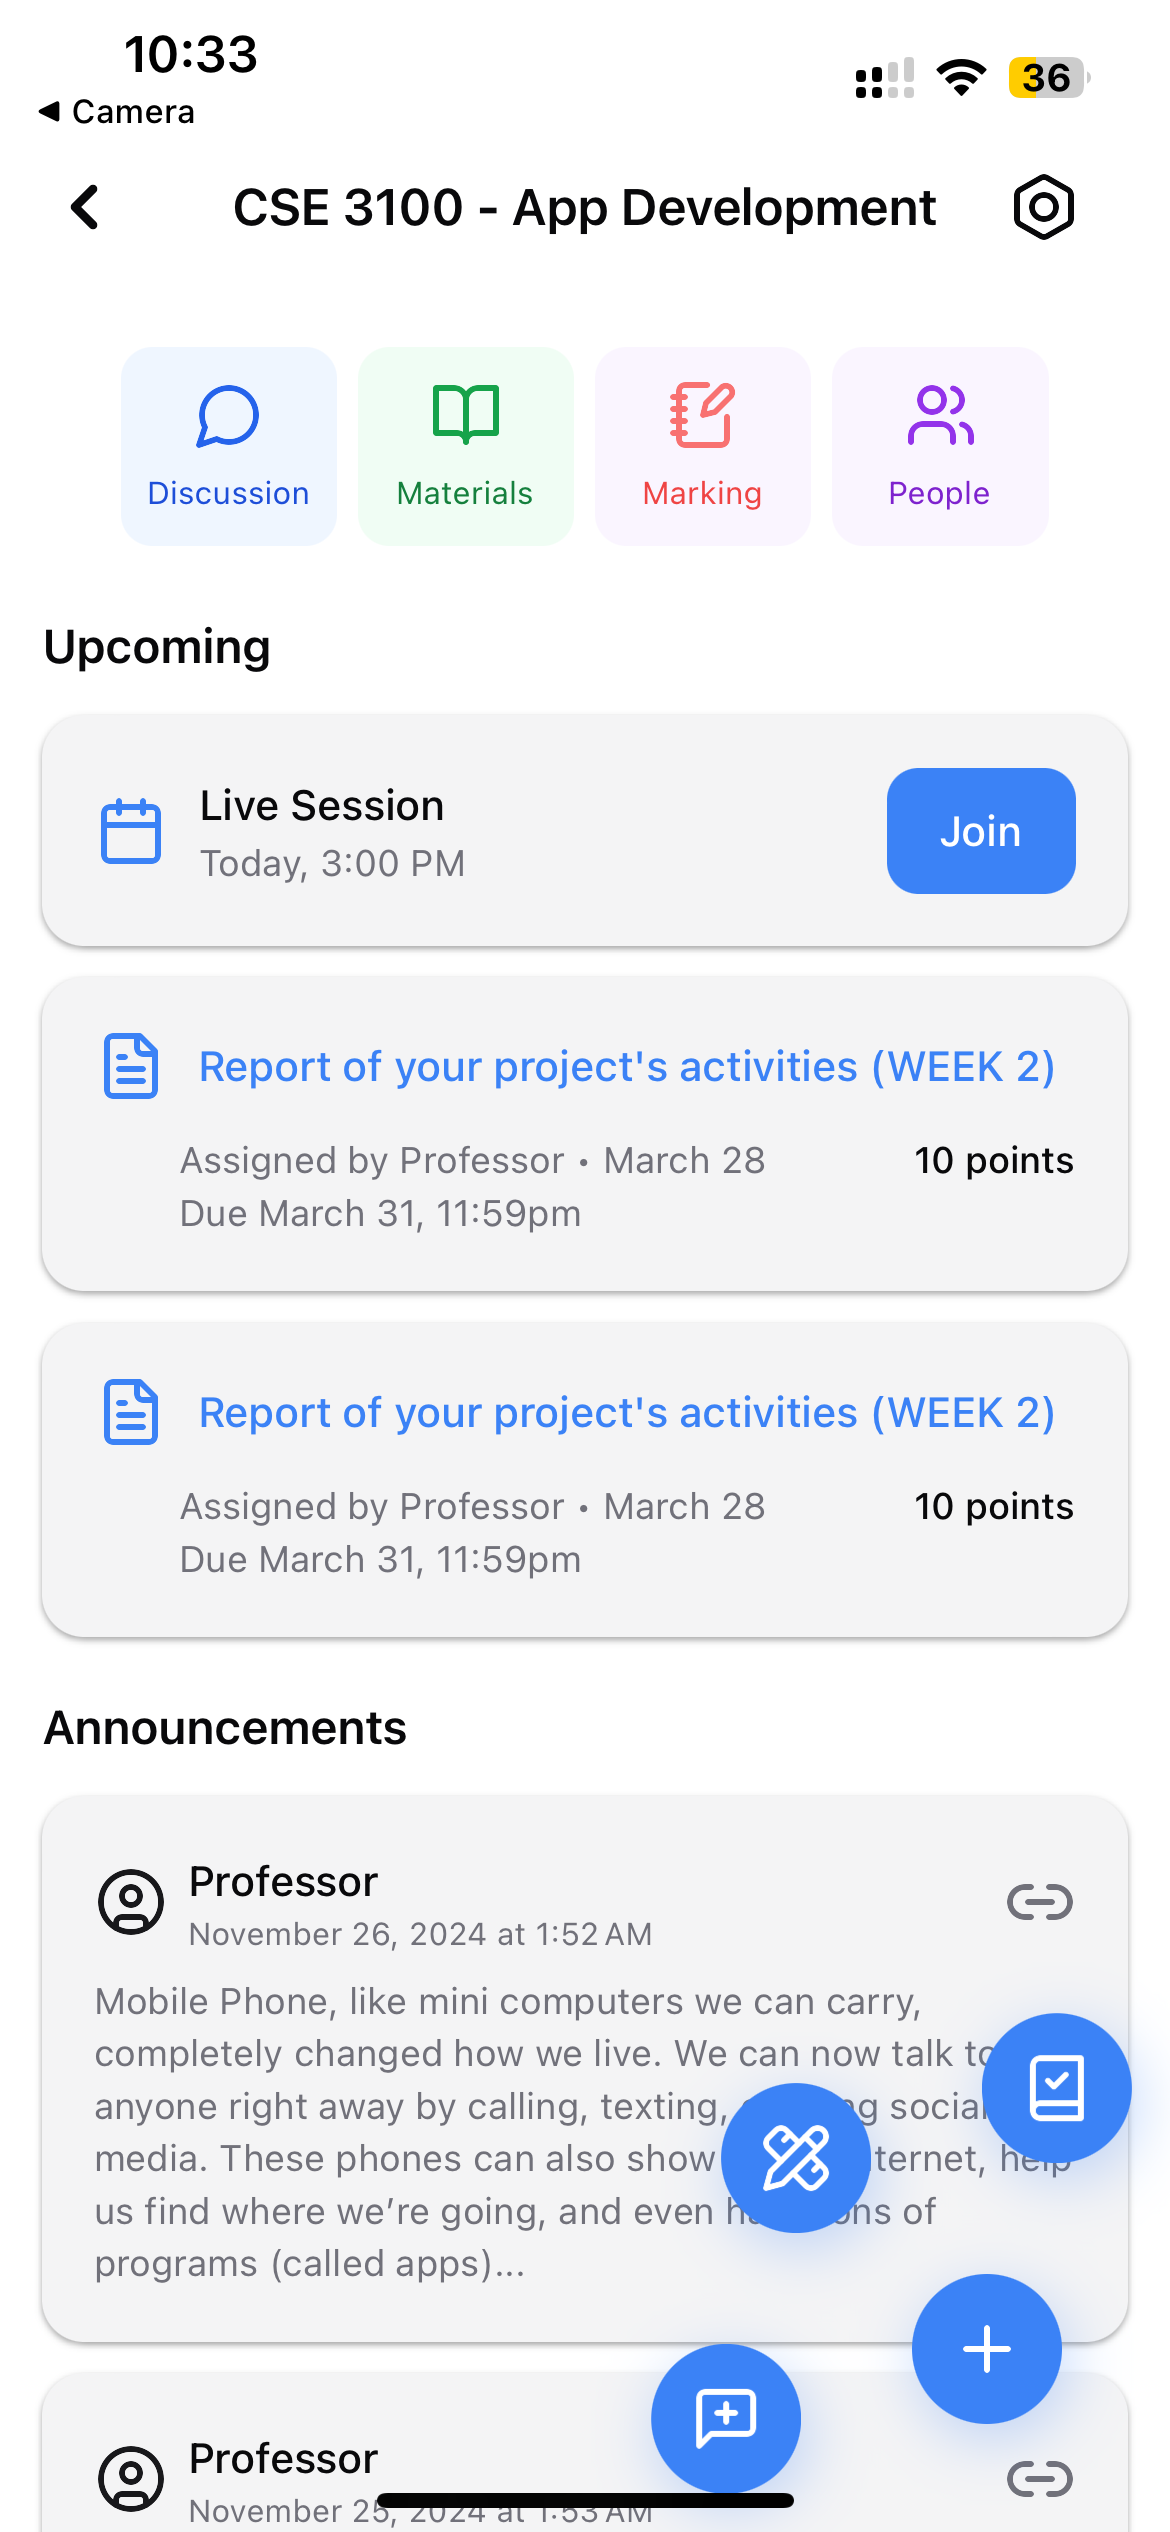 10:33
36
Camera
CSE 3100 - App Development
Discussion
Materials
Marking
People
Upcoming
Live Session
Today, 3:00 PM
Join
Report of your project's activities (WEEK 2)
Assigned by Professor • March 28
10 points
Due March 31, 11:59pm
Report of your project's activities (WEEK 2)
Assigned by Professor • March 28
10 points
Due March 31, 11:59pm
Announcements
Professor
November 26, 2024 at 1:52 AM
Mobile Phone, like mini computers we can carry,
completely changed how we live. We can now talk to
anyone right away by calling, texting, social
media. These phones can also show help
us find where we’re going, and even of
programs (called apps)...
Professor
November 25, 2024 at 1:53 AM